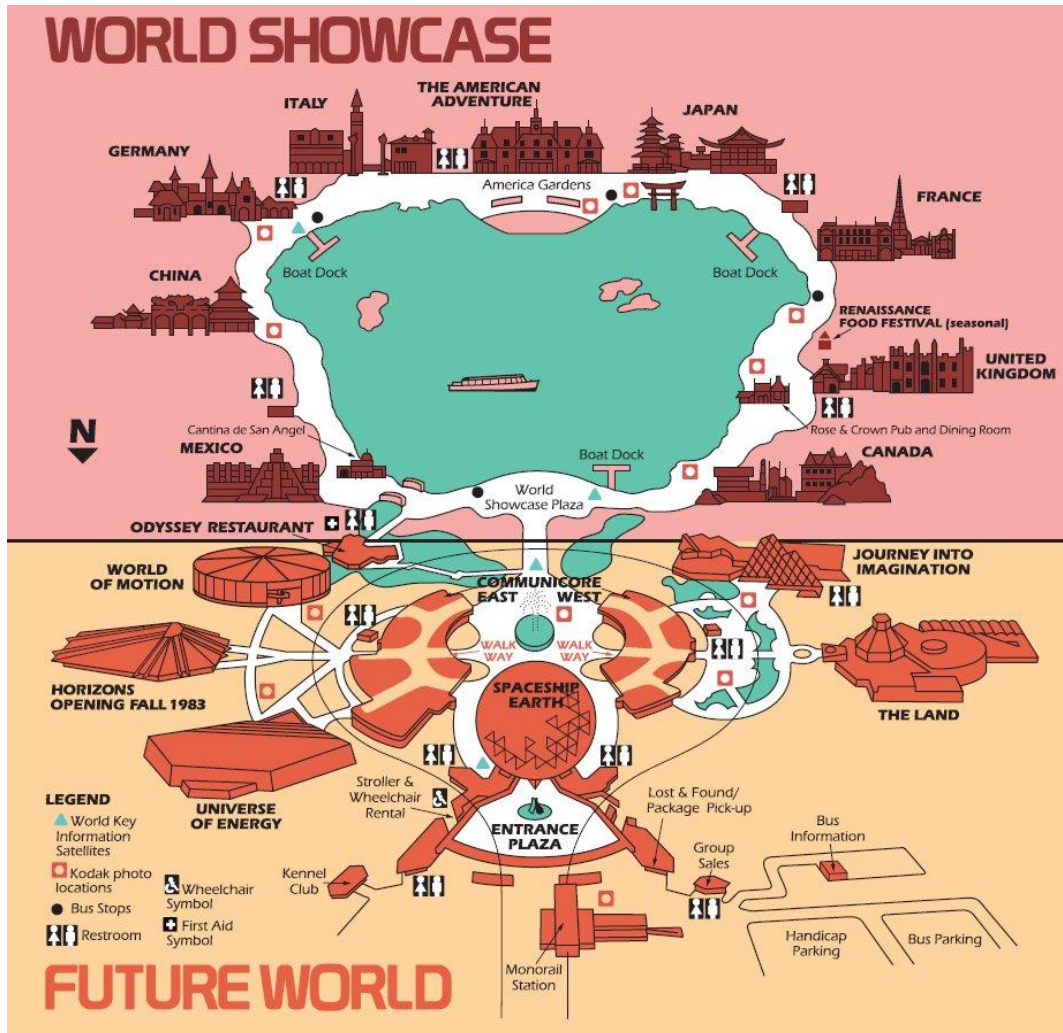 WORLD SHOWCASE
THE AMERICAN
ADVENTURE
ITALY
JAPAN
GERMANY
America Gardens
FRANCE
CHINA
Boat Dock
Boat Dock
RENAISSANCE
FOOD FESTIVAL (seasonal)
UNITED
KINGDOM
Cantina de San Angel
Rose & Crown Pub and Dining Room
N
MEXICO
Boat Dock
CANADA
World
Showcase Plaza
ODYSSEY RESTAURANT
WORLD
OF MOTION
JOURNEY INTO
IMAGINATION
COMMUNICORE
EAST WEST
WALK
WAY
WALK
WAY
HORIZONS
OPENING FALL 1983
SPACESHIP
EARTH
THE LAND
UNIVERSE
OF ENERGY
Stroller &
Wheelchair
Rental
Lost & Found/
Package Pick-up
ENTRANCE
PLAZA
Bus
Information
Group
Sales
Kennel
Club
LEGEND
World Key
Information
Satellites
Kodak photo
locations
Bus Stops
Restroom
Wheelchair
Symbol
First Aid
Symbol
Monorail
Station
Handicap
Parking
Bus Parking
FUTURE WORLD